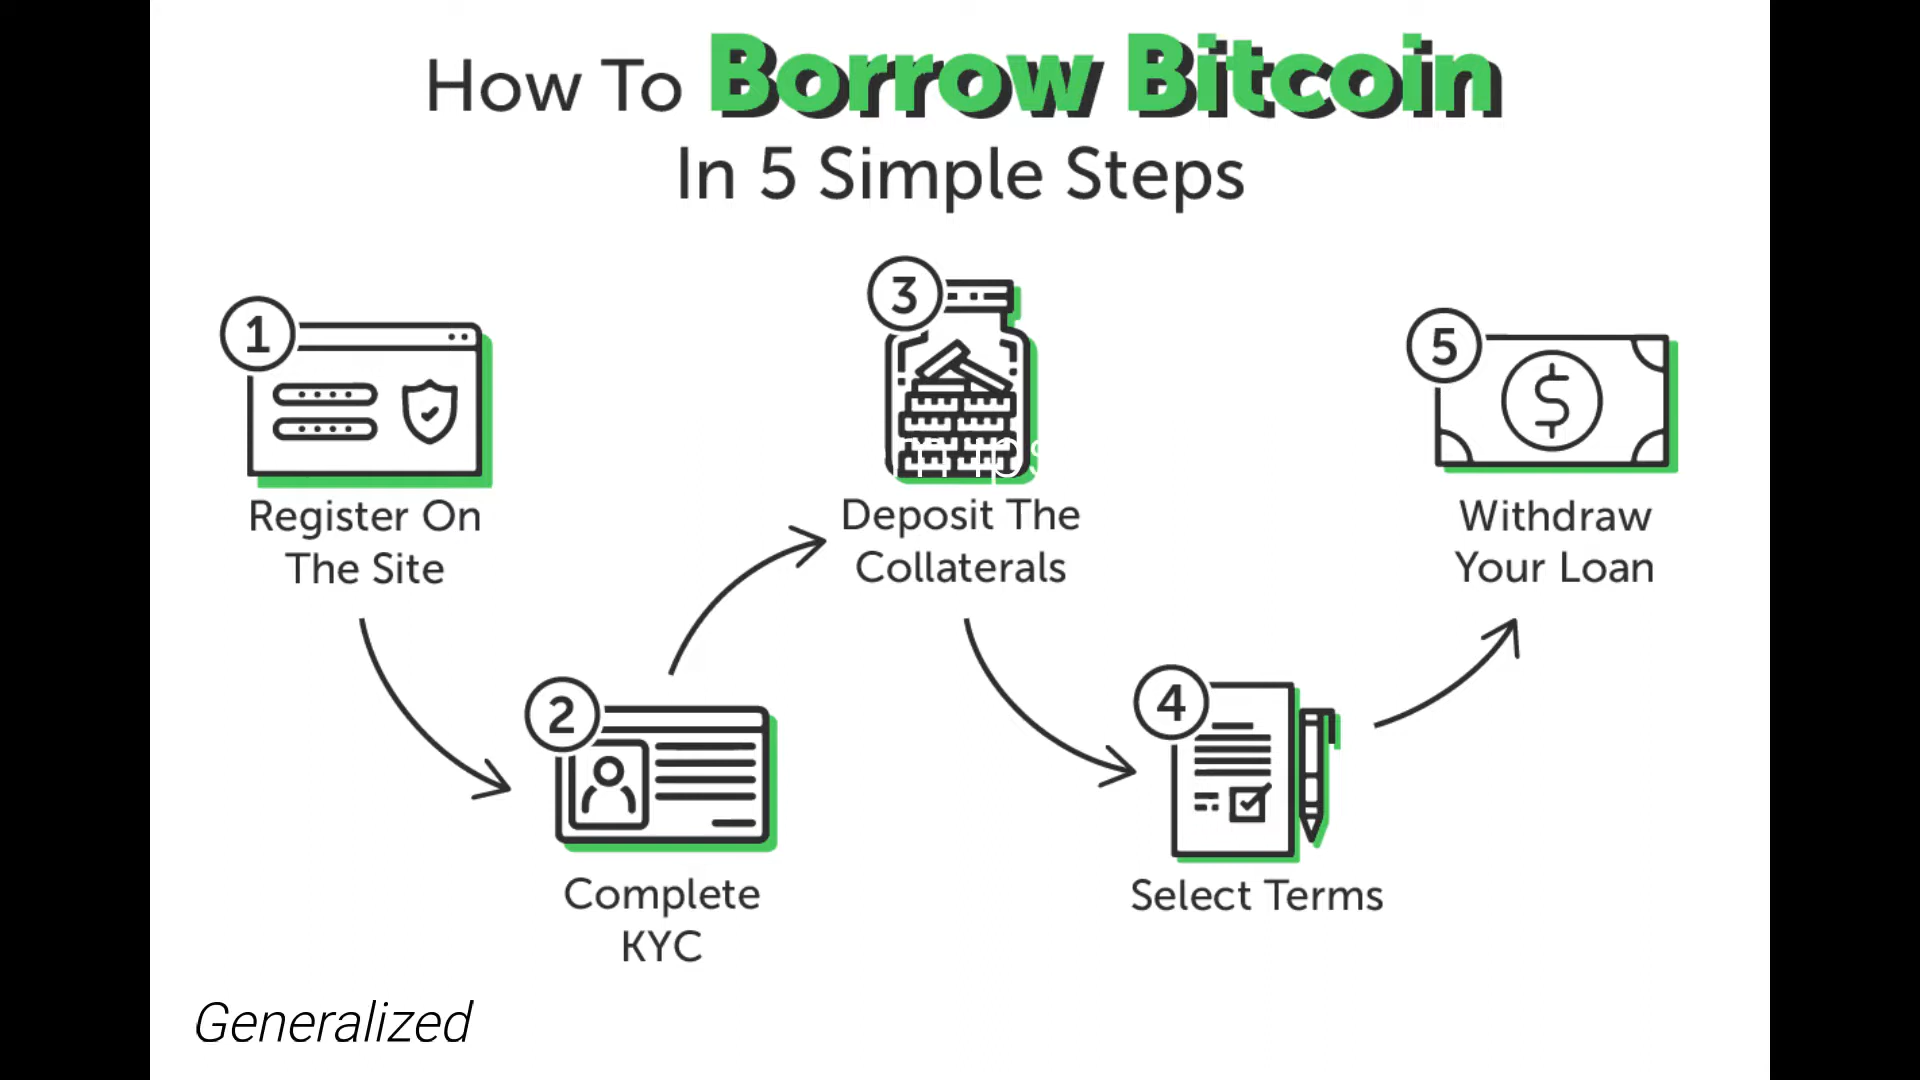 How To Borrow Bitcoin
In 5 Simple Steps
1
Register On
The Site
2
Complete
KYC
3
Deposit The
Collaterals
4
Select Terms
5
$
Withdraw
Your Loan
Generalized